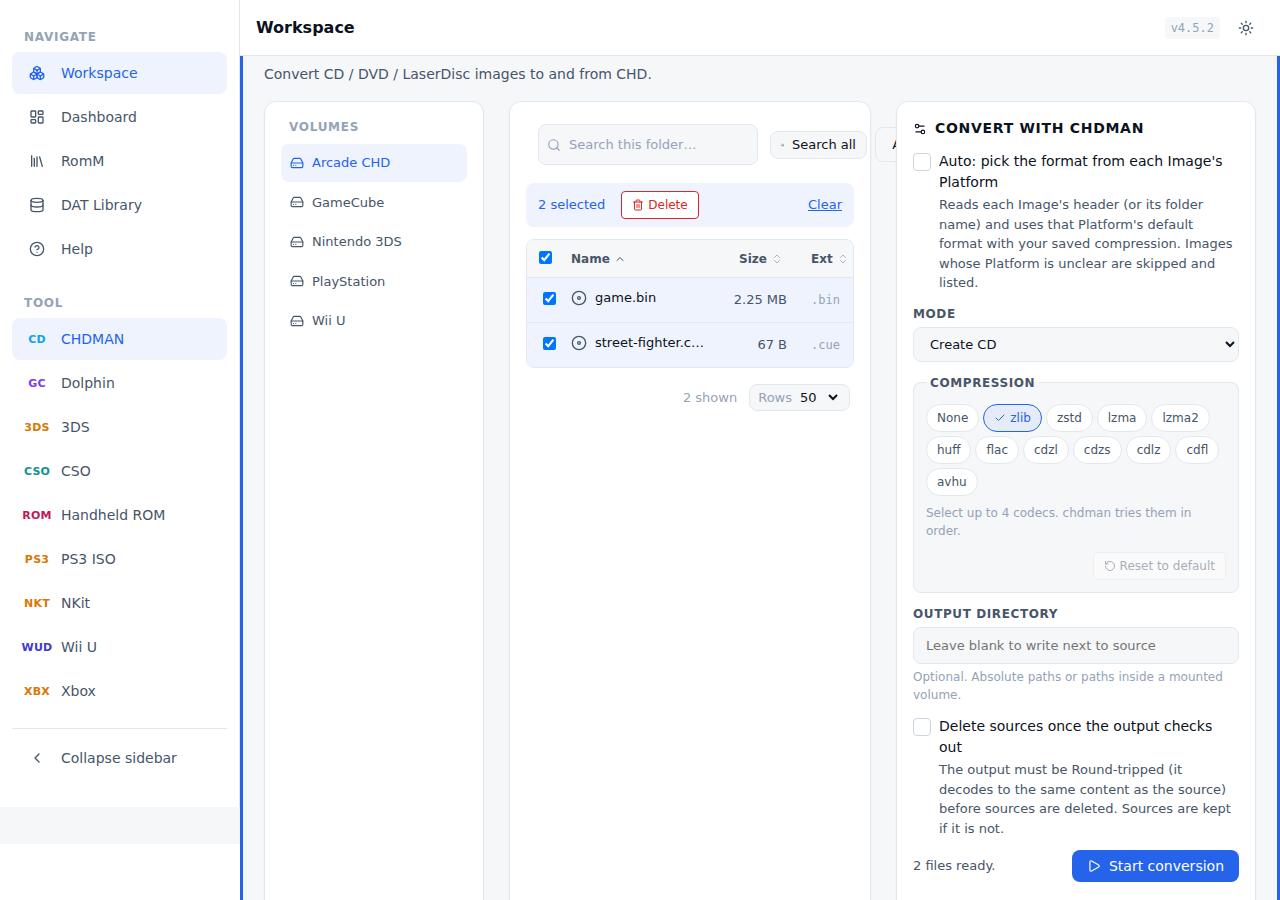 NAVIGATE
Workspace
Dashboard
RomM
DAT Library
Help
TOOL
CD CHDMAN
GC Dolphin
3DS 3DS
CSO CSO
ROM Handheld ROM
PS3 PS3 ISO
NKT NKit
WUD Wii U
XBX Xbox
Collapse sidebar
Workspace
v4.5.2
Convert CD / DVD / LaserDisc images to and from CHD.
VOLUMES
Arcade CHD
GameCube
Nintendo 3DS
PlayStation
Wii U
Search this folder…
Search all
2 selected
Delete
Clear
Name
Size
Ext
game.bin 2.25 MB .bin
street-fighter.c… 67 B .cue
2 shown
Rows 50
CONVERT WITH CHDMAN
Auto: pick the format from each Image's
Platform
Reads each Image's header (or its folder
name) and uses that Platform's default
format with your saved compression. Images
whose Platform is unclear are skipped and
listed.
MODE
Create CD
COMPRESSION
None zlib zstd lzma lzma2
huff flac cdzl cdzs cdlz cdfl
avhu
Select up to 4 codecs. chdman tries them in
order.
Reset to default
OUTPUT DIRECTORY
Leave blank to write next to source
Optional. Absolute paths or paths inside a mounted
volume.
Delete sources once the output checks
out
The output must be Round-tripped (it
decodes to the same content as the source)
before sources are deleted. Sources are kept
if it is not.
2 files ready.
Start conversion